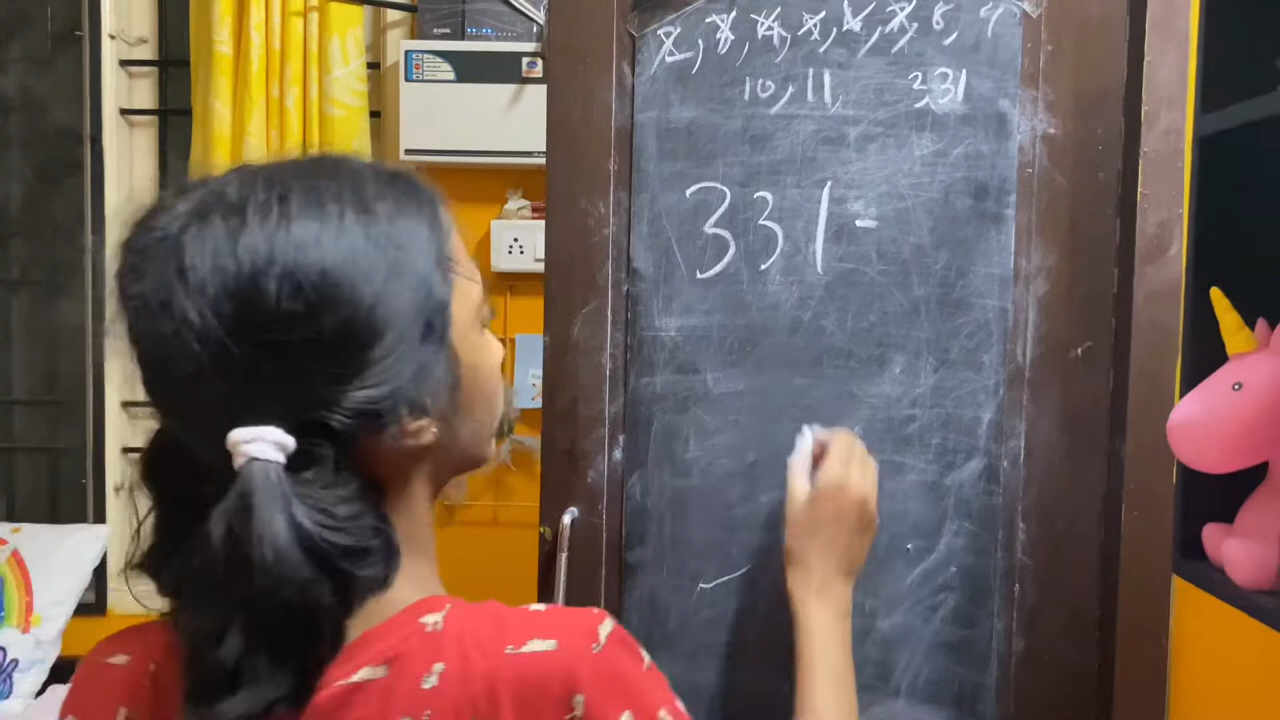 2, 3, 4, 5, 6, 7, 8, 9
10, 11, 331
331 -